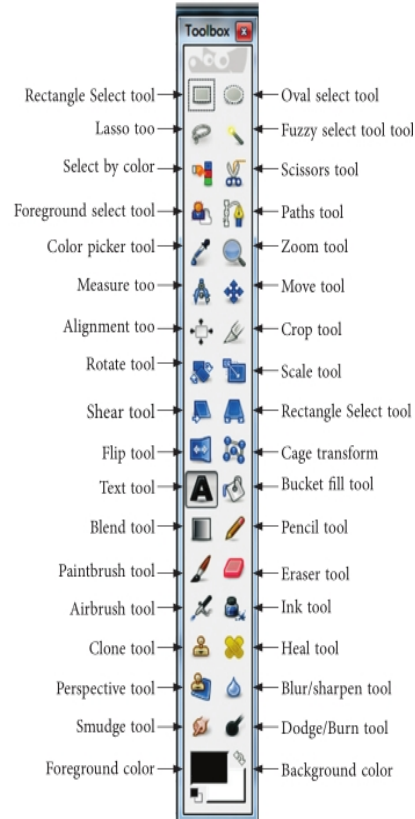 Toolbox
Rectangle Select tool
Oval select tool
Lasso too
Fuzzy select tool tool
Select by color
Scissors tool
Foreground select tool
Paths tool
Color picker tool
Zoom tool
Measure too
Move tool
Alignment too
Crop tool
Rotate tool
Scale tool
Shear tool
Rectangle Select tool
Flip tool
Cage transform
Text tool
Bucket fill tool
Blend tool
Pencil tool
Paintbrush tool
Eraser tool
Airbrush tool
Ink tool
Clone tool
Heal tool
Perspective tool
Blur/sharpen tool
Smudge tool
Dodge/Burn tool
Foreground color
Background color